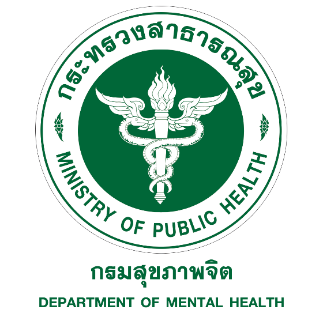 กระทรวงสาธารณสุข
MINISTRY OF PUBLIC HEALTH
กรมสุขภาพจิต
DEPARTMENT OF MENTAL HEALTH